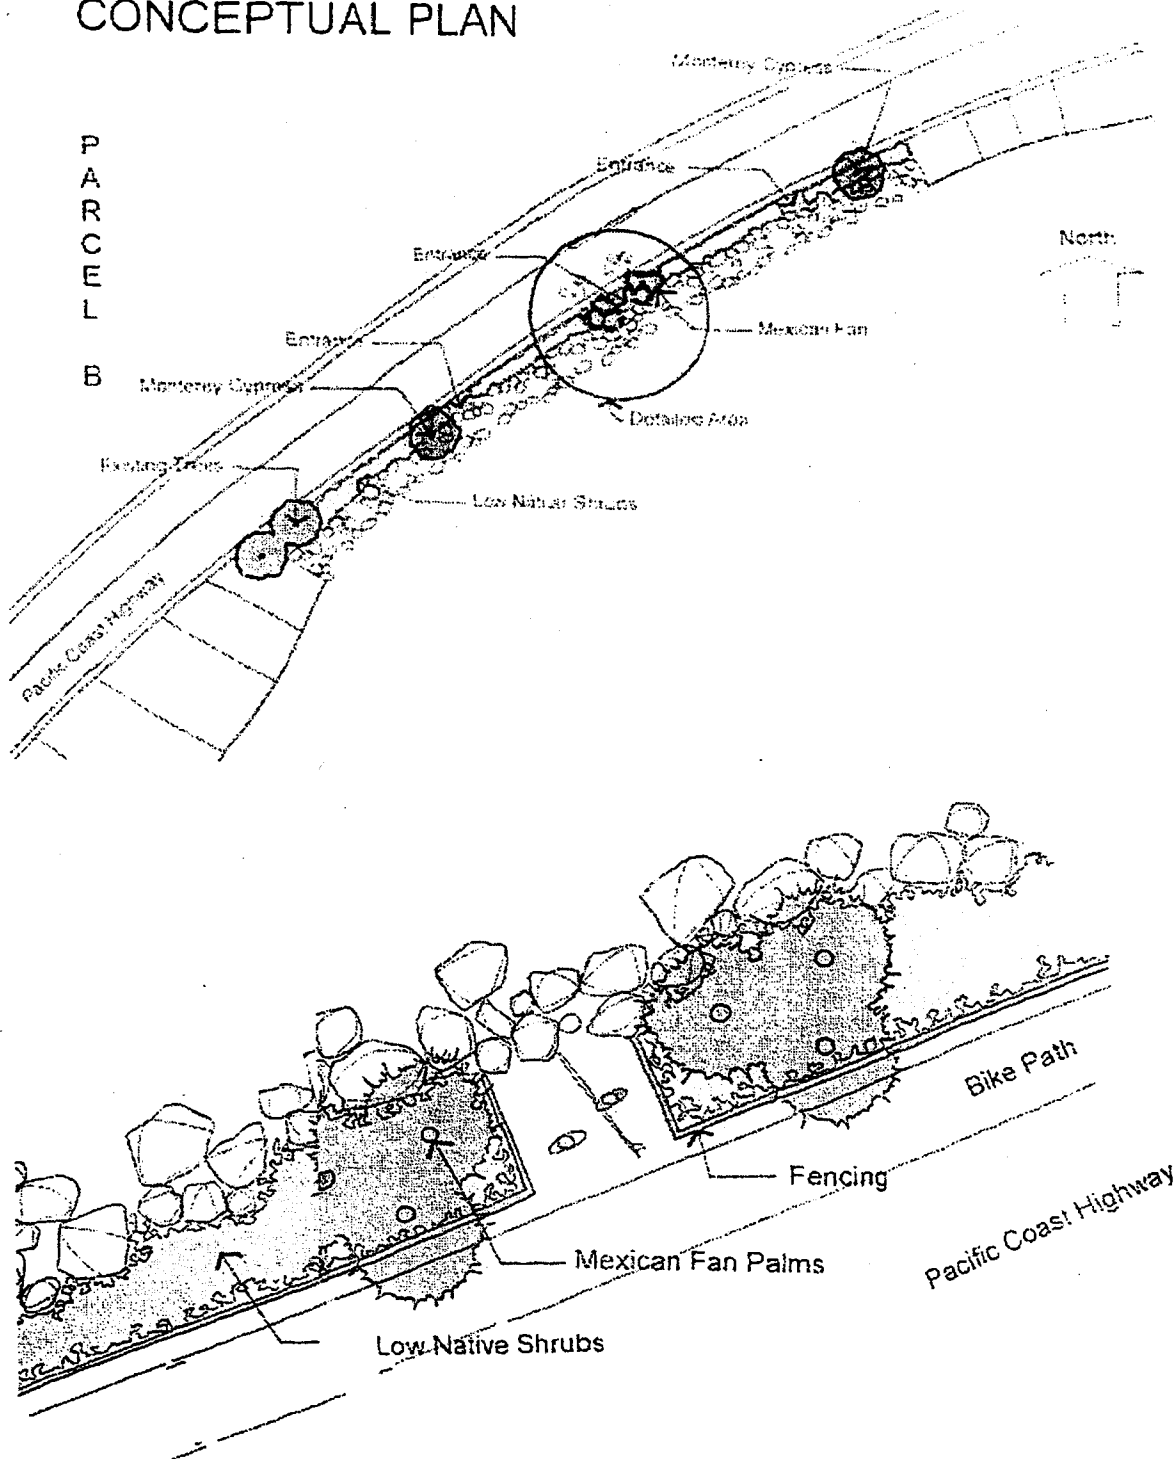 CONCEPTUAL PLAN
PARCEL B
Monterey Cypress
Entrance
North
Entrance
Mexican Fan
Entrance
Monterey Cypress
Detailed Area
Existing Trees
Low Native Shrubs
Pacific Coast Highway
Bike Path
Fencing
Pacific Coast Highway
Mexican Fan Palms
Low Native Shrubs